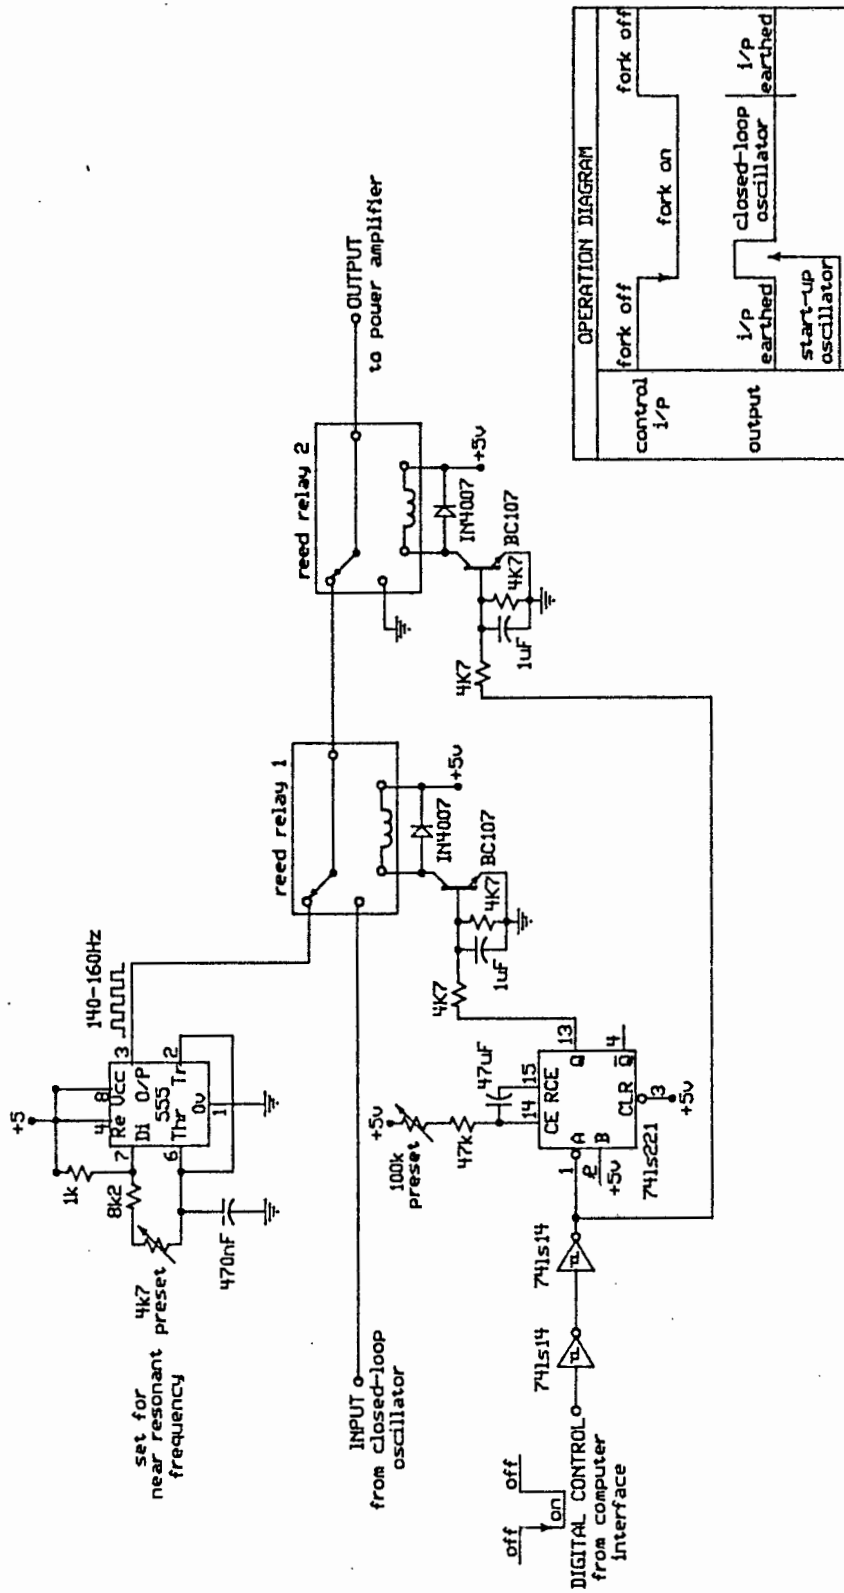 set for
near resonant
frequency
4k7
preset
1k
8k2
470nF
+5
7
4
8
Re
Vcc
Di
O/P
3
555
6
Thr
Tr
2
0v
1
140-160Hz
INPUT
from closed-loop
oscillator
reed relay 1
+5v
IN4007
BC107
4K7
4K7
1uF
reed relay 2
+5v
IN4007
BC107
4K7
4K7
1uF
OUTPUT
to power amplifier
off
on
off
DIGITAL CONTROL
from computer
interface
74ls14
74ls14
+5v
100k
preset
47k
47uF
14
15
CE
RCE
13
Q
1
A
2
B
+5v
Q
4
CLR
3
+5v
74ls221
OPERATION DIAGRAM
control
i/p
fork off
fork on
fork off
output
i/p
earthed
closed-loop
oscillator
i/p
earthed
start-up
oscillator